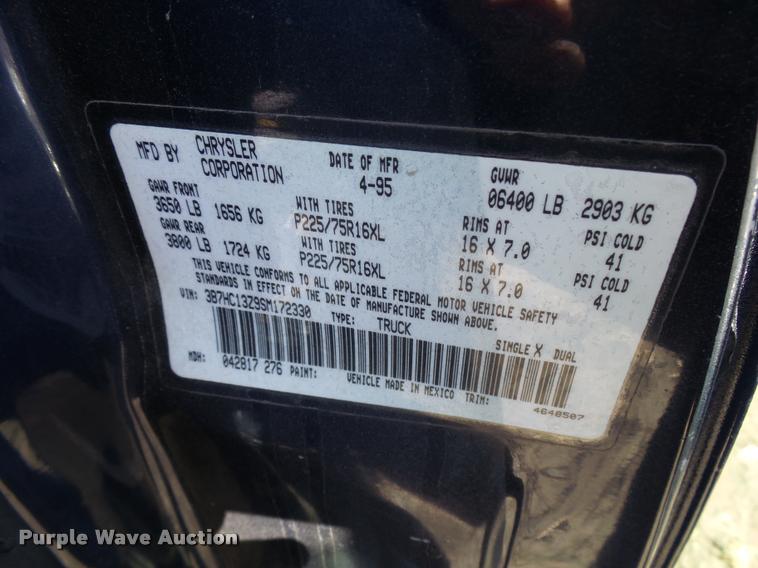 MFD BY CHRYSLER CORPORATION DATE OF MFR 4-95 GVWR 06400 LB 2903 KG
GAWR FRONT WITH TIRES RIMS AT PSI COLD
3650 LB 1656 KG P225/75R16XL 16 X 7.0 41
GAWR REAR WITH TIRES RIMS AT PSI COLD
3800 LB 1724 KG P225/75R16XL 16 X 7.0 41
THIS VEHICLE CONFORMS TO ALL APPLICABLE FEDERAL MOTOR VEHICLE SAFETY
STANDARDS IN EFFECT ON THE DATE OF MANUFACTURE SHOWN ABOVE.
VIN: 3B7HC13Z9SM172330 TYPE: TRUCK SINGLE X DUAL
MDH: 042817 276 PAINT: VEHICLE MADE IN MEXICO TRIM: 4648507
Purple Wave Auction